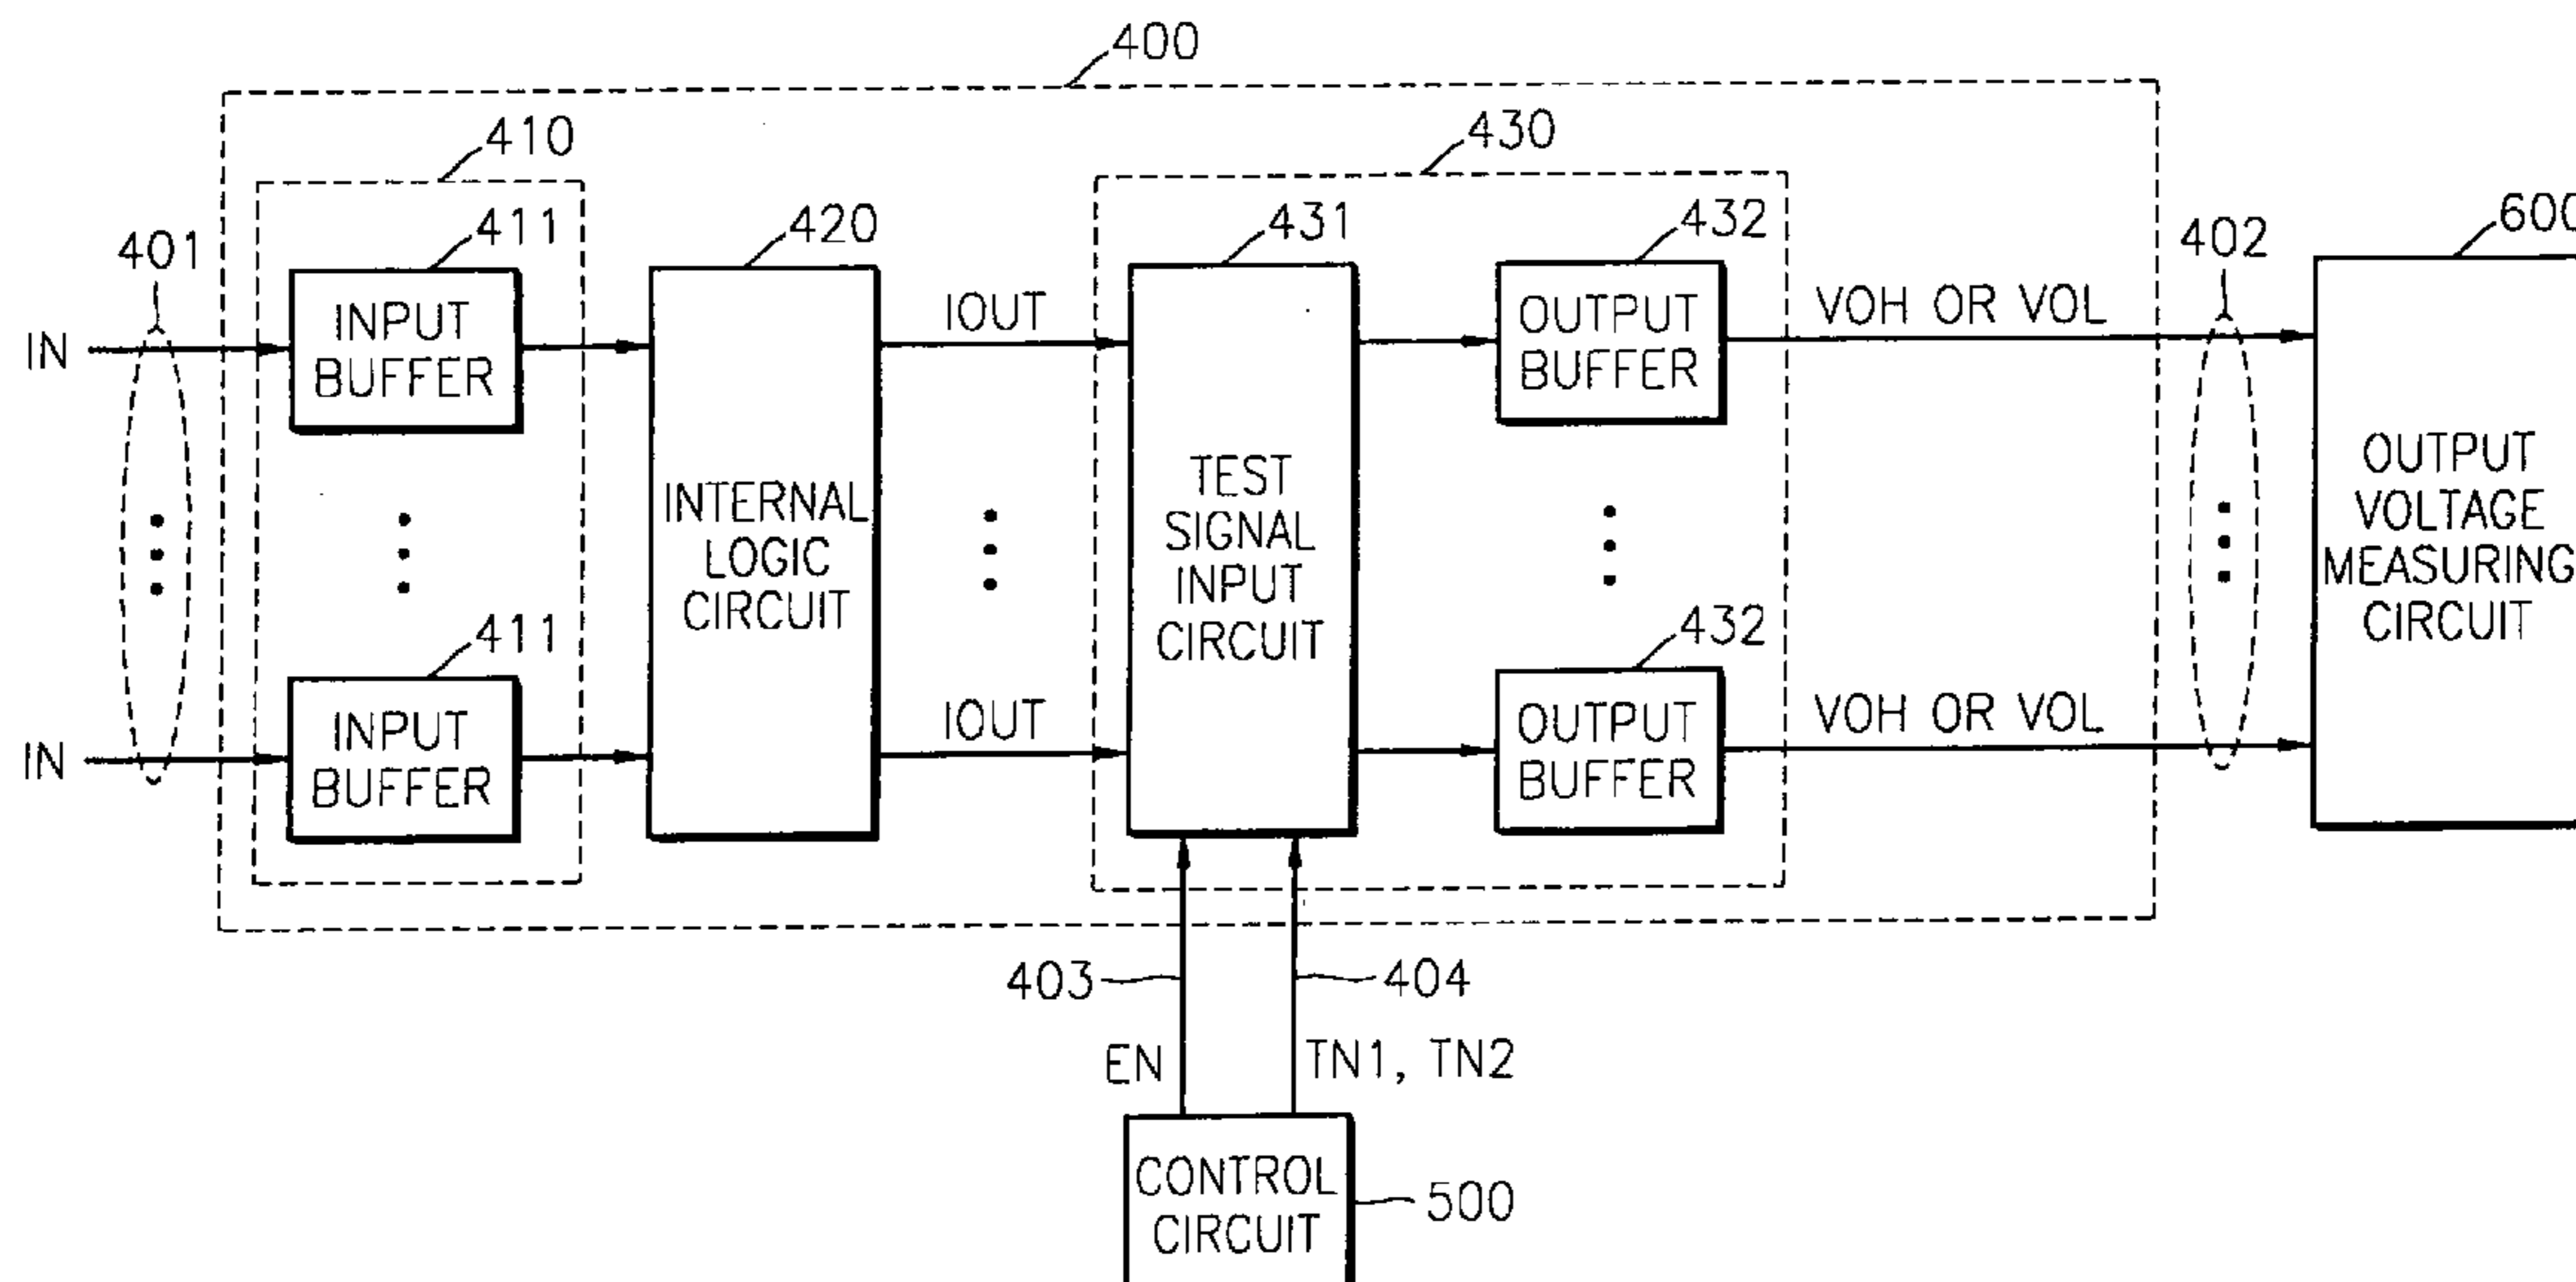 400
410
430
401
411
420
431
432
402
600
IN
INPUT
BUFFER
IOUT
OUTPUT
BUFFER
VOH OR VOL
INTERNAL
LOGIC
CIRCUIT
TEST
SIGNAL
INPUT
CIRCUIT
OUTPUT
VOLTAGE
MEASURING
CIRCUIT
411
432
IN
INPUT
BUFFER
IOUT
OUTPUT
BUFFER
VOH OR VOL
403
404
EN
TN1, TN2
CONTROL
CIRCUIT
500